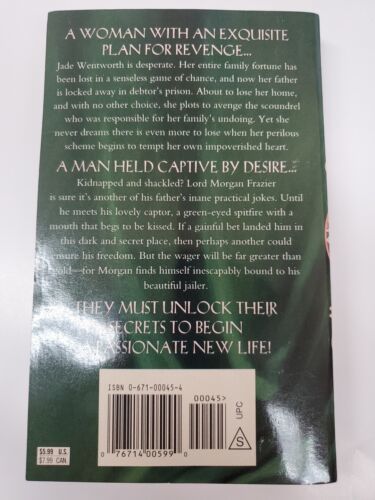 A WOMAN WITH AN EXQUISITE
PLAN FOR REVENGE...
Jade Wentworth is desperate. Her entire family fortune has
been lost in a senseless game of chance, and now her father
is locked away in debtor's prison. About to lose her home,
and with no other choice, she plots to avenge the scoundrel
who was responsible for her family's undoing. Yet she
never dreams there is even more to lose when her perilous
scheme begins to tempt her own impoverished heart.
A MAN HELD CAPTIVE BY DESIRE...
Kidnapped and shackled? Lord Morgan Frazier
is sure it's another of his father's inane practical jokes. Until
he meets his lovely captor, a green-eyed spitfire with a
mouth that begs to be kissed. If a gainful bet landed him in
this dark and secret place, then perhaps another could
ensure his freedom. But the wager will be far greater than
gold—for Morgan finds himself inescapably bound to his
beautiful jailer.
THEY MUST UNLOCK THEIR
SECRETS TO BEGIN
A PASSIONATE NEW LIFE!
ISBN 0-671-00045-4
00045>
UPC
S
$5.99 U.S.
$7.99 CAN.
0 76714 00599 0